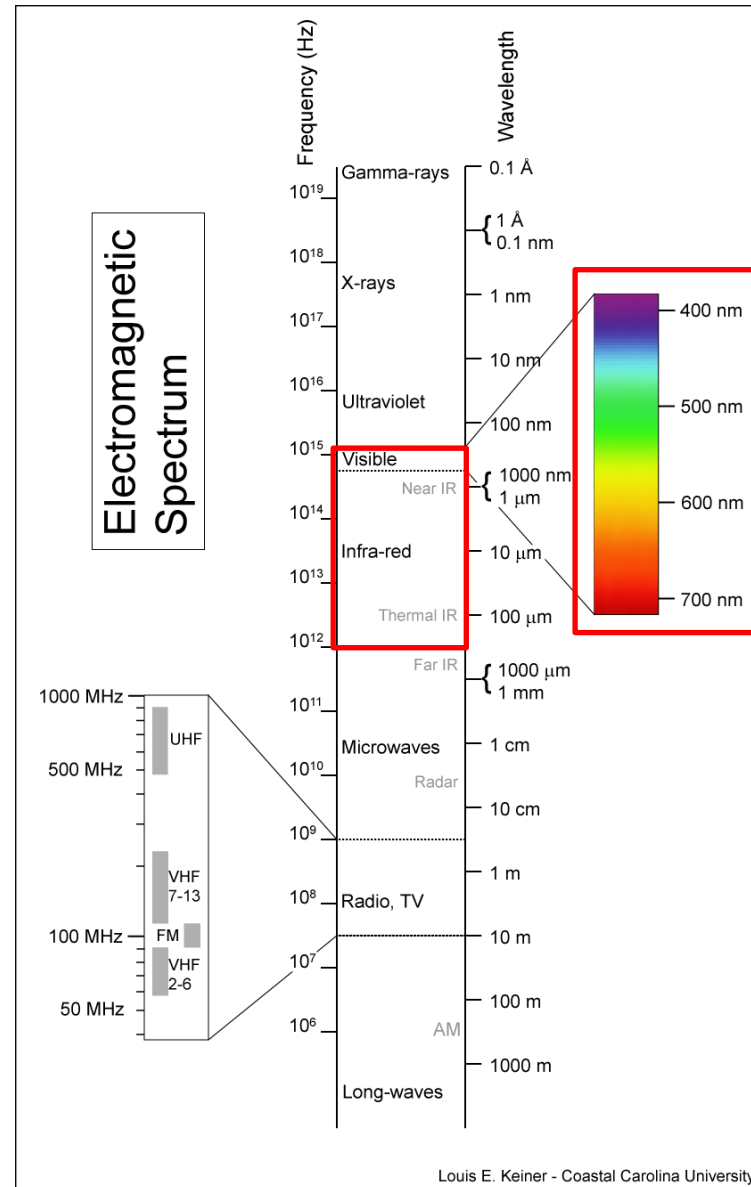 Electromagnetic
Spectrum
Frequency (Hz)
Wavelength
Gamma-rays
X-rays
Ultraviolet
Visible
Near IR
Infra-red
Thermal IR
Far IR
Microwaves
Radar
Radio, TV
AM
Long-waves
10¹⁹
10¹⁸
10¹⁷
10¹⁶
10¹⁵
10¹⁴
10¹³
10¹²
10¹¹
10¹⁰
10⁹
10⁸
10⁷
10⁶
0.1 Å
1 Å
0.1 nm
1 nm
10 nm
100 nm
1000 nm
1 μm
10 μm
100 μm
1000 μm
1 mm
1 cm
10 cm
1 m
10 m
100 m
1000 m
400 nm
500 nm
600 nm
700 nm
1000 MHz
500 MHz
100 MHz
50 MHz
UHF
VHF
7-13
FM
VHF
2-6
Louis E. Keiner - Coastal Carolina University